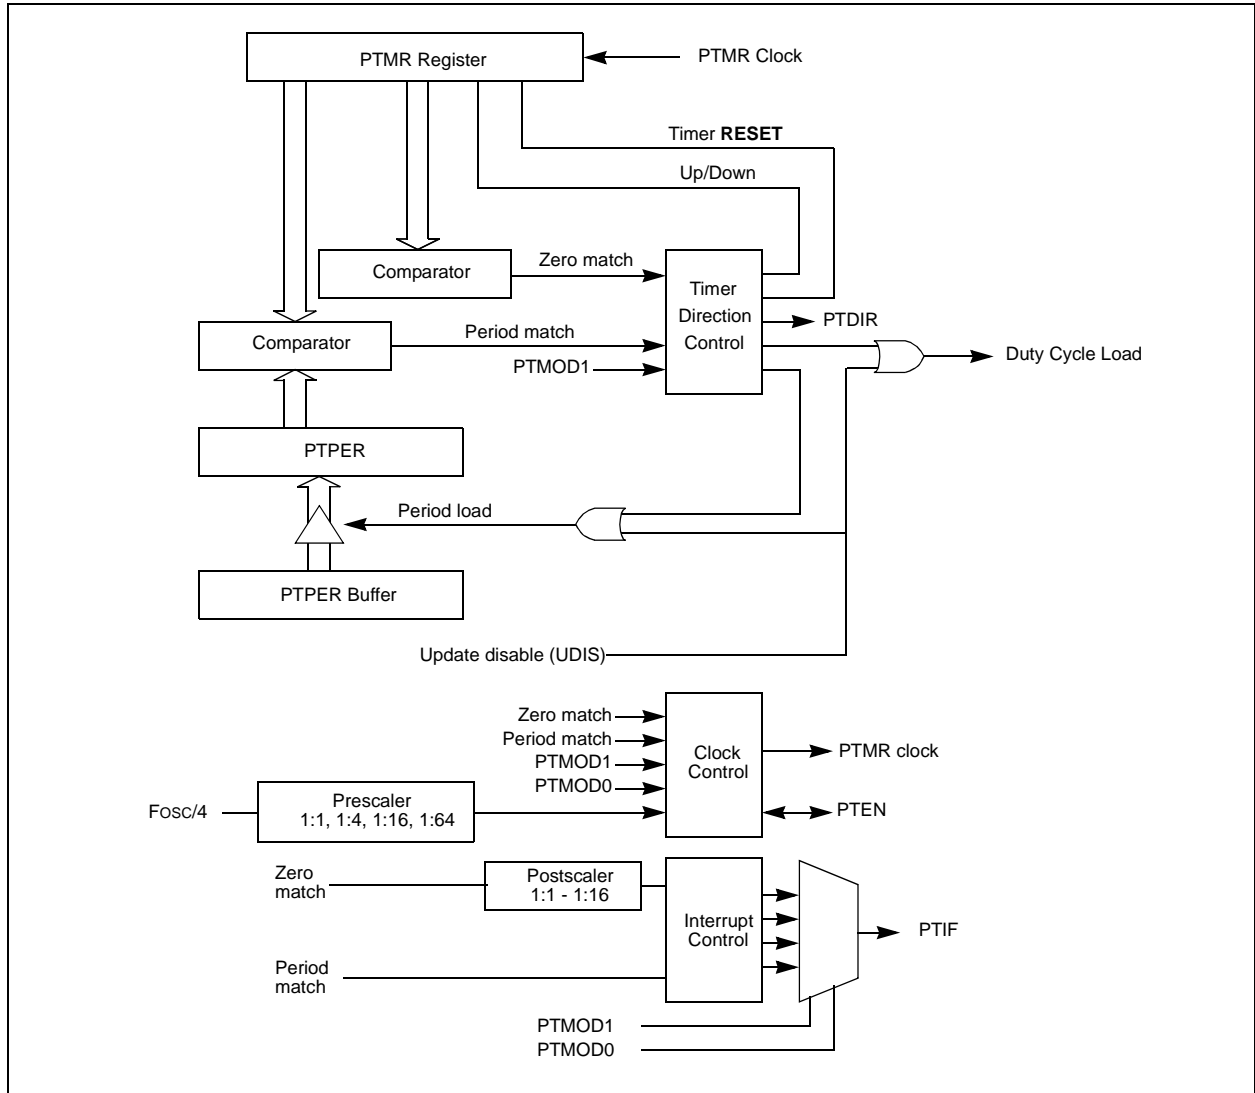 PTMR Register
PTMR Clock
Timer RESET
Up/Down
Comparator
Zero match
Timer
Direction
Control
PTDIR
Comparator
Period match
PTMOD1
Duty Cycle Load
PTPER
Period load
PTPER Buffer
Update disable (UDIS)
Zero match
Period match
PTMOD1
PTMOD0
Clock
Control
PTMR clock
PTEN
FOSC/4
Prescaler
1:1, 1:4, 1:16, 1:64
Zero
match
Postscaler
1:1 - 1:16
Interrupt
Control
PTIF
Period
match
PTMOD1
PTMOD0